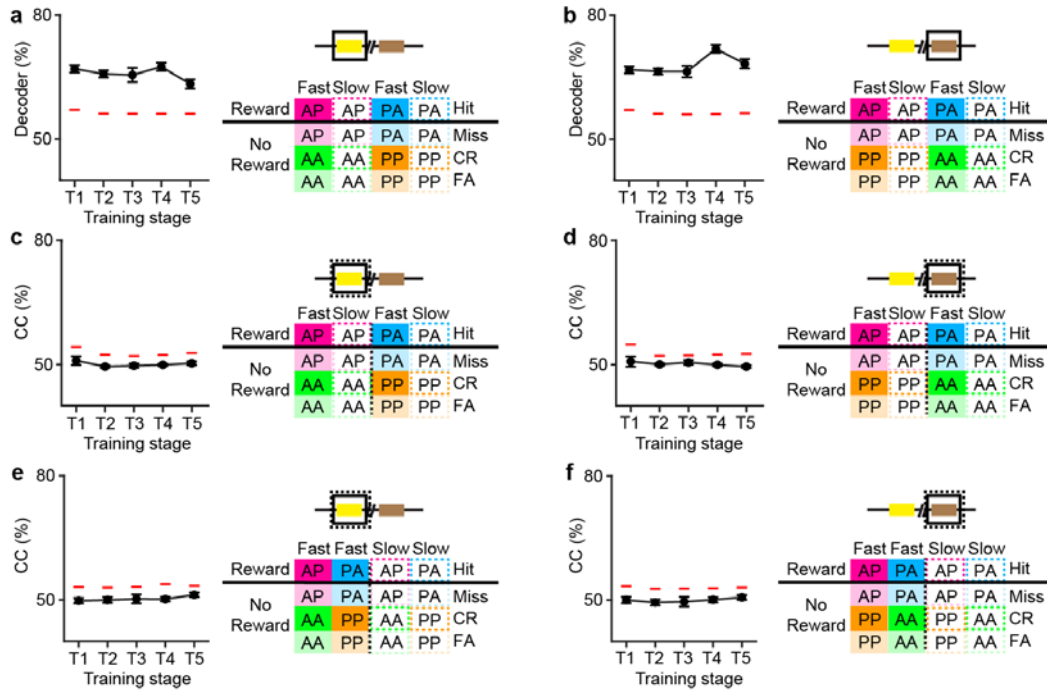 a
80
50
Decoder (%)
T1 T2 T3 T4 T5
Training stage
Fast Slow Fast Slow
Reward AP AP PA PA Hit
No Reward
AP AP PA PA Miss
AA AA PP PP CR
AA AA PP PP FA
b
80
50
Decoder (%)
T1 T2 T3 T4 T5
Training stage
Fast Slow Fast Slow
Reward AP AP PA PA Hit
No Reward
AP AP PA PA Miss
PP PP AA AA CR
PP PP AA AA FA
c
80
50
CC (%)
T1 T2 T3 T4 T5
Training stage
Fast Slow Fast Slow
Reward AP AP PA PA Hit
No Reward
AP AP PA PA Miss
AA AA PP PP CR
AA AA PP PP FA
d
80
50
CC (%)
T1 T2 T3 T4 T5
Training stage
Fast Slow Fast Slow
Reward AP AP PA PA Hit
No Reward
AP AP PA PA Miss
PP PP AA AA CR
PP PP AA AA FA
e
80
50
CC (%)
T1 T2 T3 T4 T5
Training stage
Fast Fast Slow Slow
Reward AP PA AP PA Hit
No Reward
AP PA AP PA Miss
AA PP AA PP CR
AA PP AA PP FA
f
80
50
CC (%)
T1 T2 T3 T4 T5
Training stage
Fast Fast Slow Slow
Reward AP PA AP PA Hit
No Reward
AP PA AP PA Miss
PP AA PP AA CR
PP AA PP AA FA